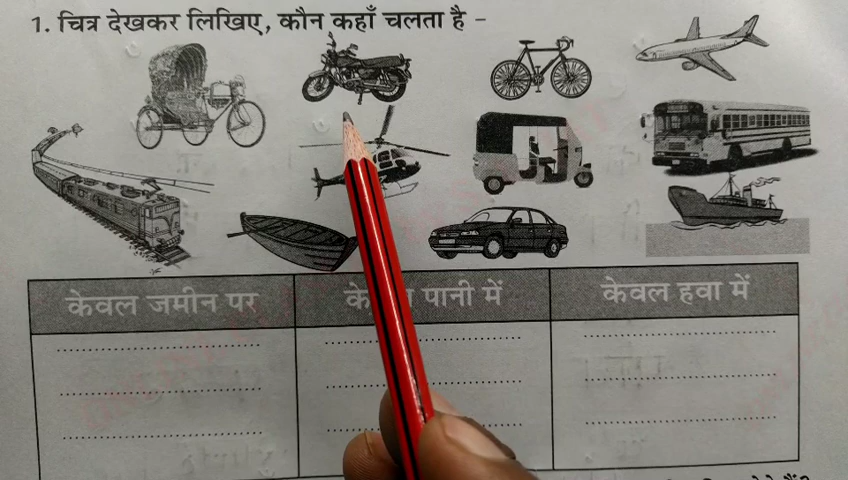 1. चित्र देखकर लिखिए, कौन कहाँ चलता है –
केवल जमीन पर
पानी में
केवल हवा में